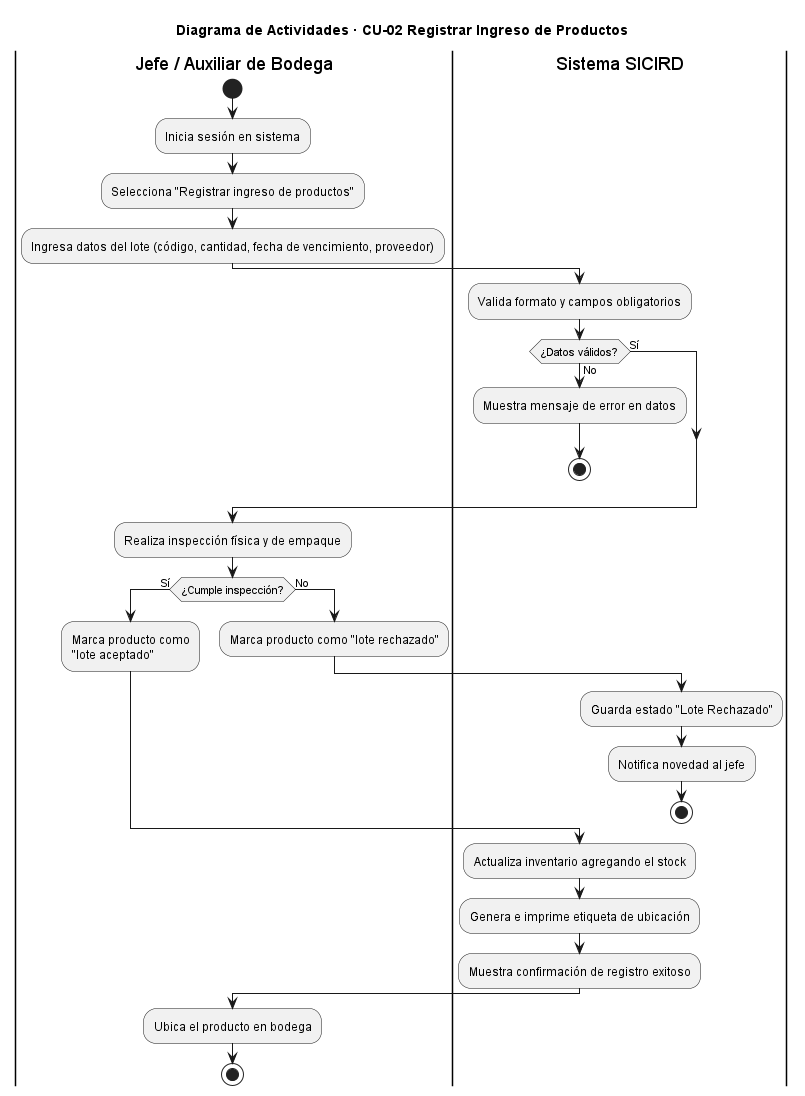 Diagrama de Actividades · CU-02 Registrar Ingreso de Productos
Jefe / Auxiliar de Bodega
Sistema SICIRD
Inicia sesión en sistema
Selecciona "Registrar ingreso de productos"
Ingresa datos del lote (código, cantidad, fecha de vencimiento, proveedor)
Valida formato y campos obligatorios
¿Datos válidos?
Sí
No
Muestra mensaje de error en datos
Realiza inspección física y de empaque
Sí
¿Cumple inspección?
No
Marca producto como
"lote aceptado"
Marca producto como "lote rechazado"
Guarda estado "Lote Rechazado"
Notifica novedad al jefe
Actualiza inventario agregando el stock
Genera e imprime etiqueta de ubicación
Muestra confirmación de registro exitoso
Ubica el producto en bodega